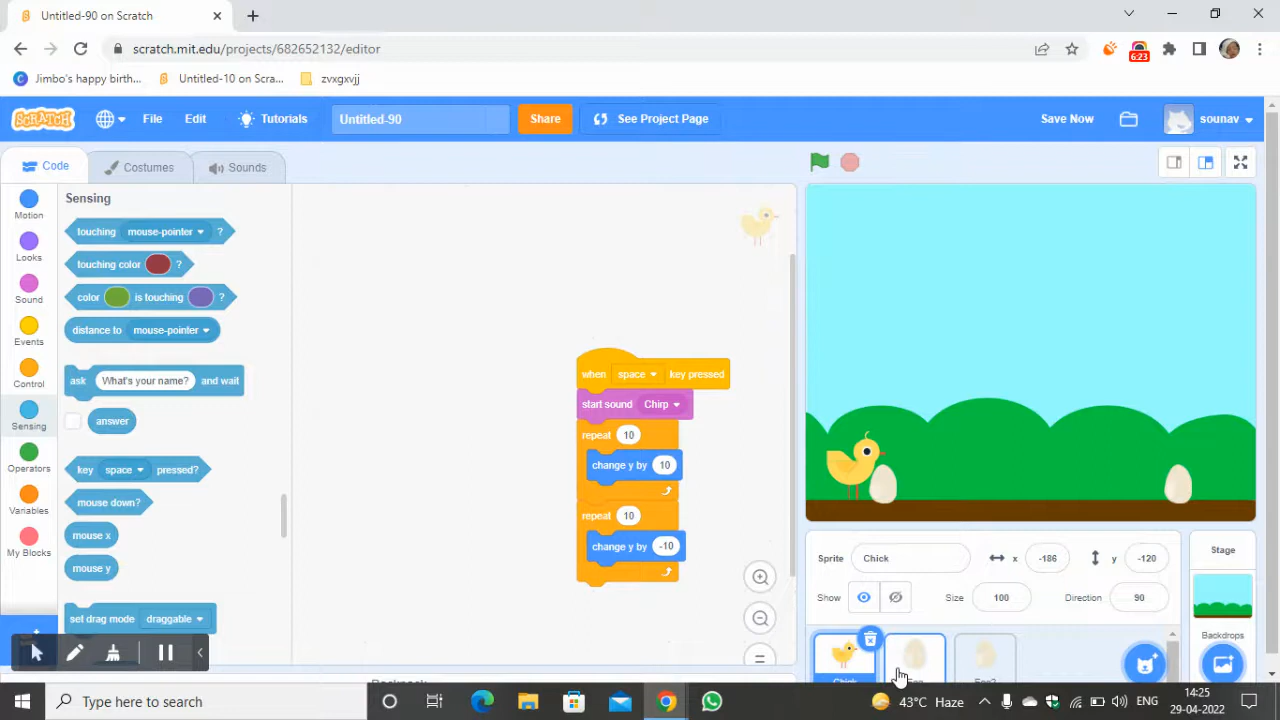 Untitled-90 on Scratch
scratch.mit.edu/projects/682652132/editor
6:23
Jimbo's happy birth...
Untitled-10 on Scra...
zvxgxvjj
SCRATCH
File
Edit
Tutorials
Untitled-90
Share
See Project Page
Save Now
sounav
Code
Costumes
Sounds
Motion
Looks
Sound
Events
Control
Sensing
Operators
Variables
My Blocks
Sensing
touching mouse-pointer ?
touching color ?
color is touching ?
distance to mouse-pointer
ask What's your name? and wait
answer
key space pressed?
mouse down?
mouse x
mouse y
set drag mode draggable
when space key pressed
start sound Chirp
repeat 10
change y by 10
repeat 10
change y by -10
Sprite Chick x -186 y -120
Show Size 100 Direction 90
Chick
Egg2
Stage
Backdrops
Type here to search
43°C Haze
ENG
14:25
29-04-2022